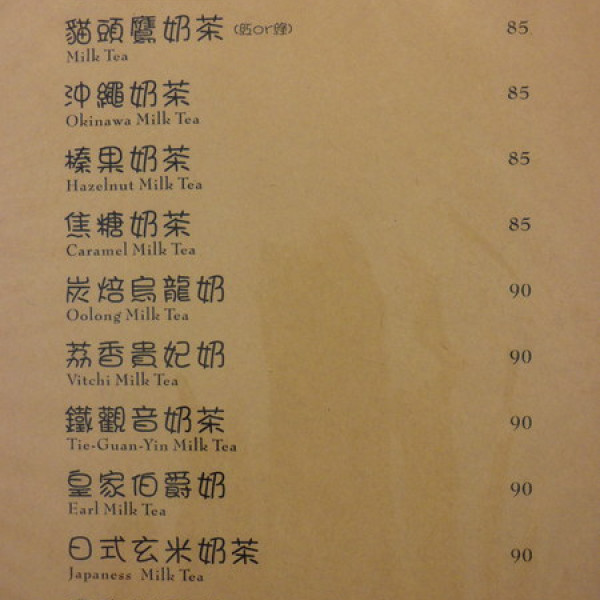 貓頭鷹奶茶 85
Milk Tea
沖繩奶茶 85
Okinawa Milk Tea
榛果奶茶 85
Hazelnut Milk Tea
焦糖奶茶 85
Caramel Milk Tea
炭焙烏龍奶 90
Oolong Milk Tea
荔香貴妃奶 90
Vitchi Milk Tea
鐵觀音奶茶 90
Tie-Guan-Yin Milk Tea
皇家伯爵奶 90
Earl Milk Tea
日式玄米奶茶 90
Japaness Milk Tea